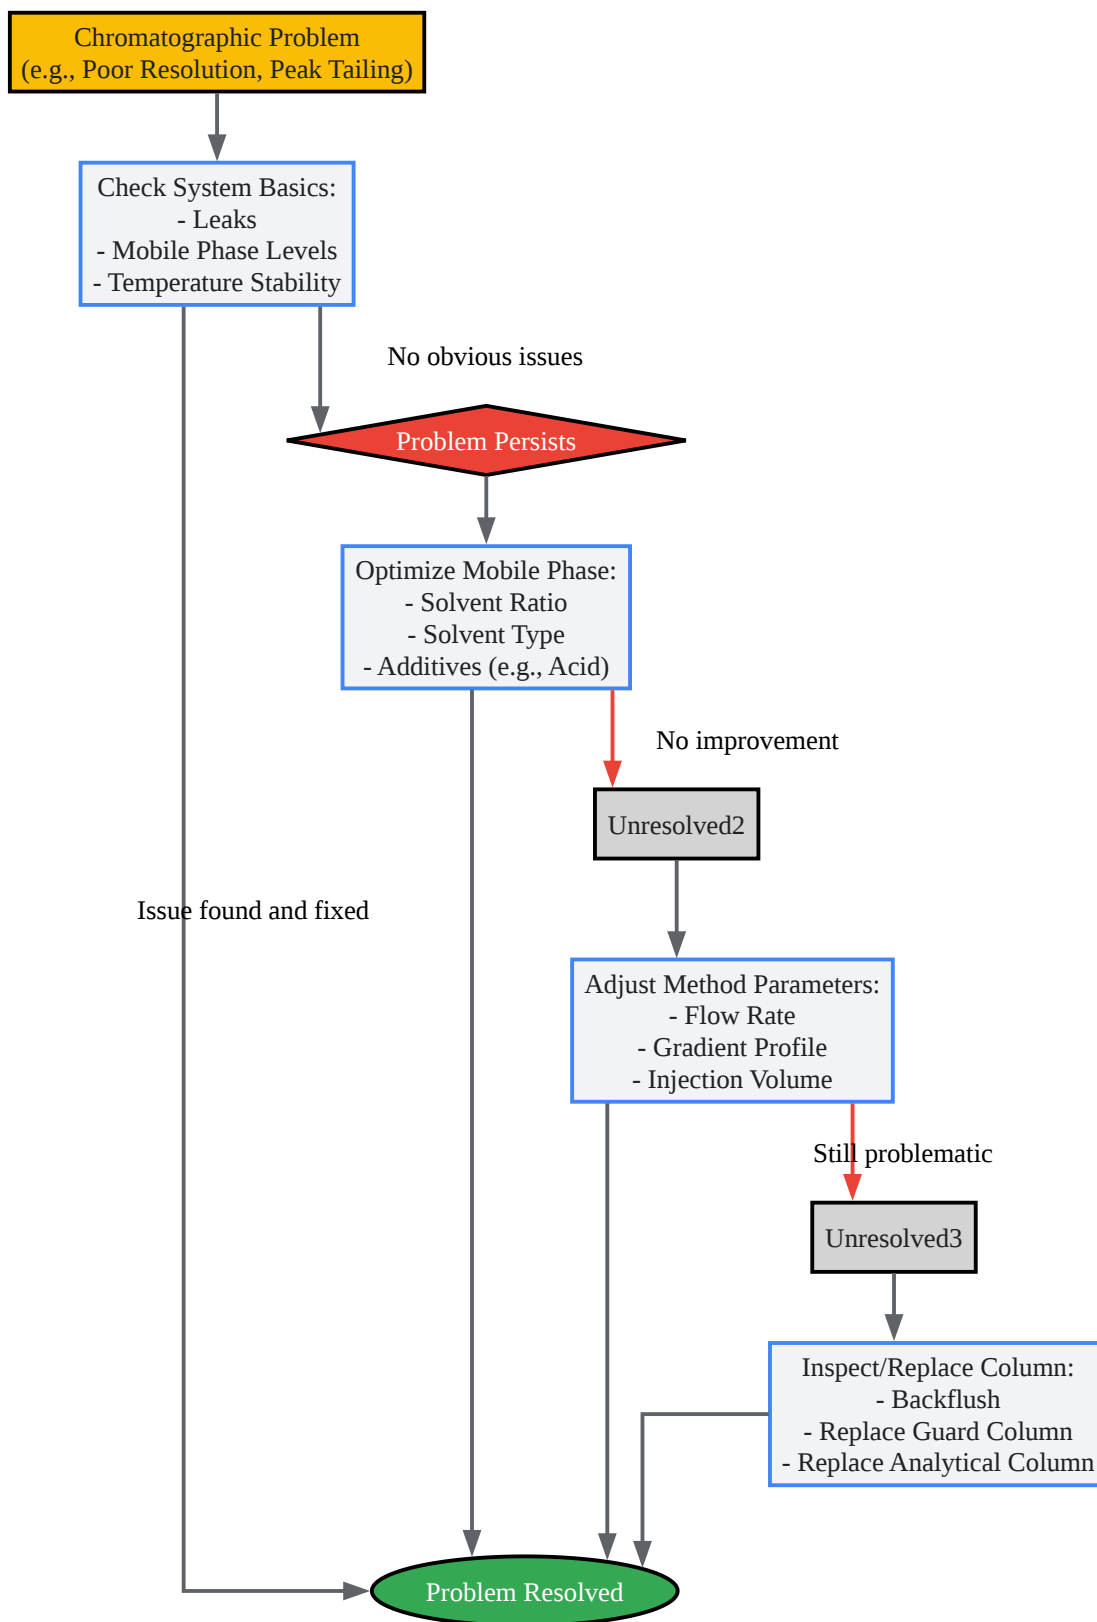 Chromatographic Problem
(e.g., Poor Resolution, Peak Tailing)
Check System Basics:
- Leaks
- Mobile Phase Levels
- Temperature Stability
No obvious issues
Problem Persists
Optimize Mobile Phase:
- Solvent Ratio
- Solvent Type
- Additives (e.g., Acid)
No improvement
Unresolved2
Issue found and fixed
Adjust Method Parameters:
- Flow Rate
- Gradient Profile
- Injection Volume
Still problematic
Unresolved3
Inspect/Replace Column:
- Backflush
- Replace Guard Column
- Replace Analytical Column
Problem Resolved